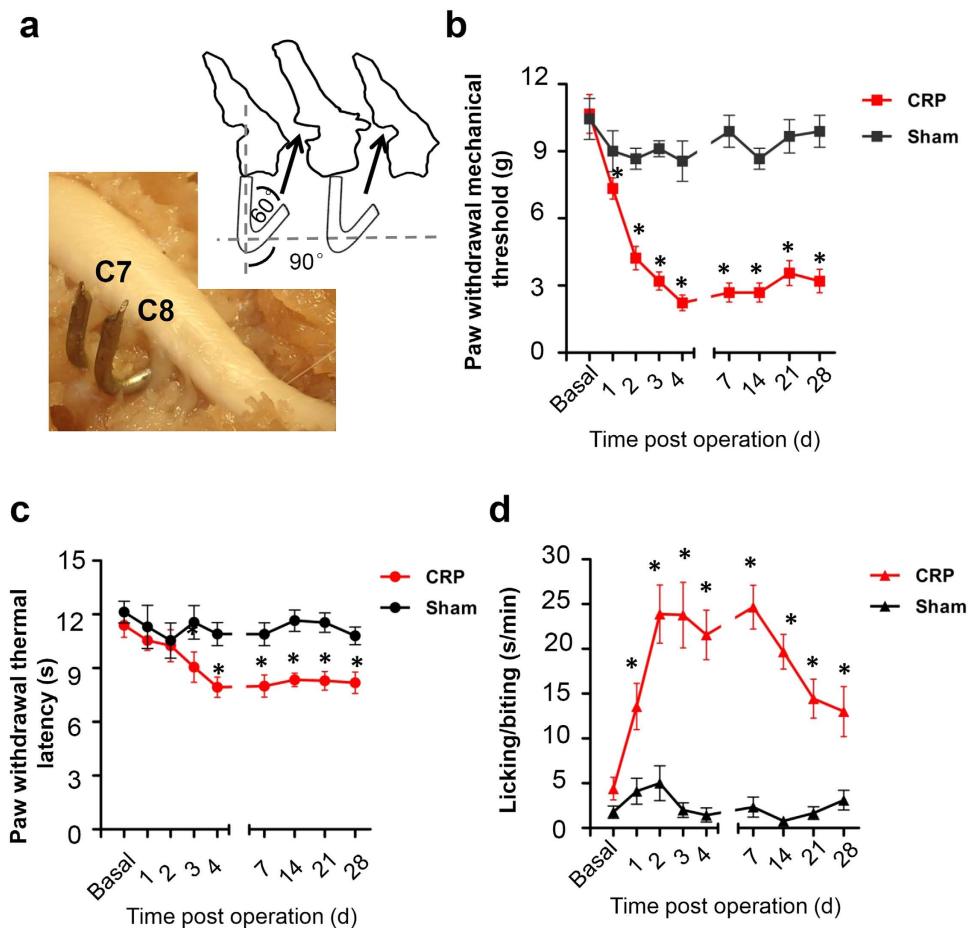 a
60°
90°
C7
C8
b
Paw withdrawal mechanical
threshold (g)
12
9
6
3
0
CRP
Sham
*
*
*
*
*
*
*
*
Basal
1
2
3
4
7
14
21
28
Time post operation (d)
c
Paw withdrawal thermal
latency (s)
15
12
9
6
3
0
CRP
Sham
*
*
*
*
*
*
Basal
1
2
3
4
7
14
21
28
Time post operation (d)
d
Licking/biting (s/min)
30
25
20
15
10
5
0
CRP
Sham
*
*
*
*
*
*
*
*
Basal
1
2
3
4
7
14
21
28
Time post operation (d)